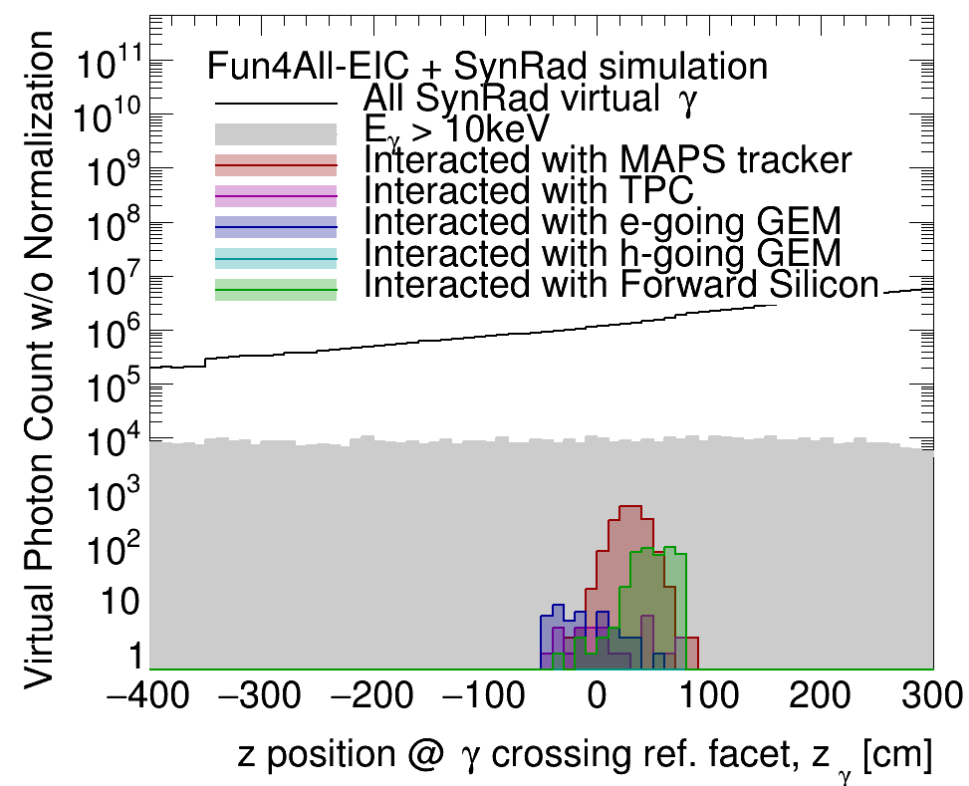 Fun4All-EIC + SynRad simulation
All SynRad virtual γ
E_γ > 10keV
Interacted with MAPS tracker
Interacted with TPC
Interacted with e-going GEM
Interacted with h-going GEM
Interacted with Forward Silicon
Virtual Photon Count w/o Normalization
10^11
10^10
10^9
10^8
10^7
10^6
10^5
10^4
10^3
10^2
10
1
−400 −300 −200 −100 0 100 200 300
z position @ γ crossing ref. facet, z_γ [cm]